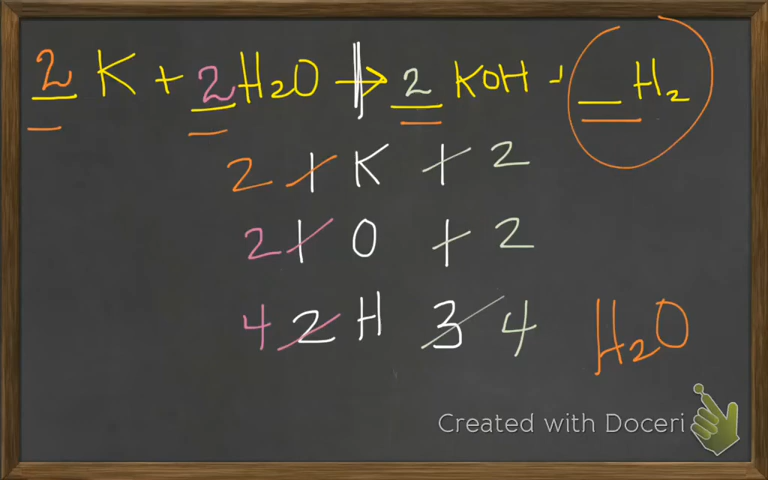 2 K + 2 H2O → 2 KOH + __ H2
2 1 K 1 2
2 1 O 1 2
4 2 H 3 4 H2O
Created with Doceri